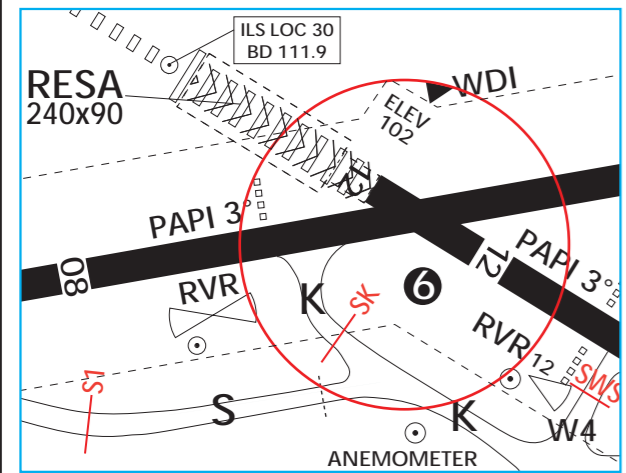 ILS LOC 30
BD 111.9
RESA
240x90
WDI
ELEV
102
12
PAPI 3°
08
12
PAPI 3°
RVR
K
SK
6
RVR
12
SWS
S1
S
K
W4
ANEMOMETER